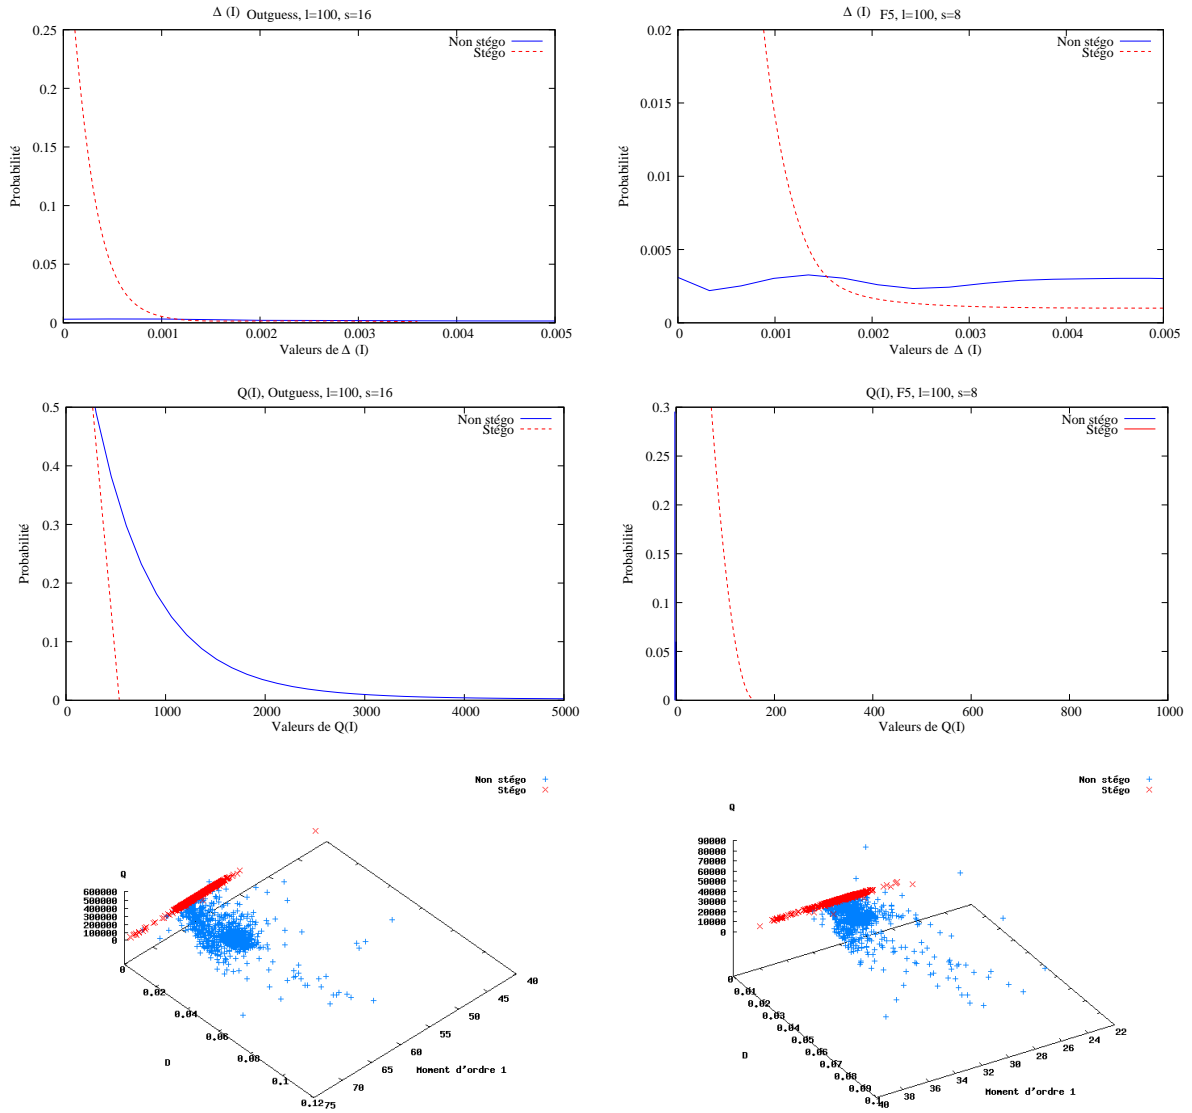 Δ (I) Outguess, l=100, s=16
Non stégo
Stégo
0.25
0.2
0.15
0.1
0.05
0
Probabilité
0 0.001 0.002 0.003 0.004 0.005
Valeurs de Δ (I)
Δ (I) F5, l=100, s=8
Non stégo
Stégo
0.02
0.015
0.01
0.005
0
Probabilité
0 0.001 0.002 0.003 0.004 0.005
Valeurs de Δ (I)
Q(I), Outguess, l=100, s=16
Non stégo
Stégo
0.5
0.4
0.3
0.2
0.1
0
Probabilité
0 1000 2000 3000 4000 5000
Valeurs de Q(I)
Q(I), F5, l=100, s=8
Non stégo
Stégo
0.3
0.25
0.2
0.15
0.1
0.05
0
Probabilité
0 200 400 600 800 1000
Valeurs de Q(I)
Non stégo
Stégo
Q
600000
500000
400000
300000
200000
100000
0
0
0.02
0.04
0.06
0.08
0.1
0.12
D
40
45
50
55
60
65
70
75
Moment d'ordre 1
Non stégo
Stégo
Q
90000
80000
70000
60000
50000
40000
30000
20000
10000
0
0
0.01
0.02
0.03
0.04
0.05
0.06
0.07
0.08
0.09
0.1
D
22
24
26
28
30
32
34
36
38
40
Moment d'ordre 1